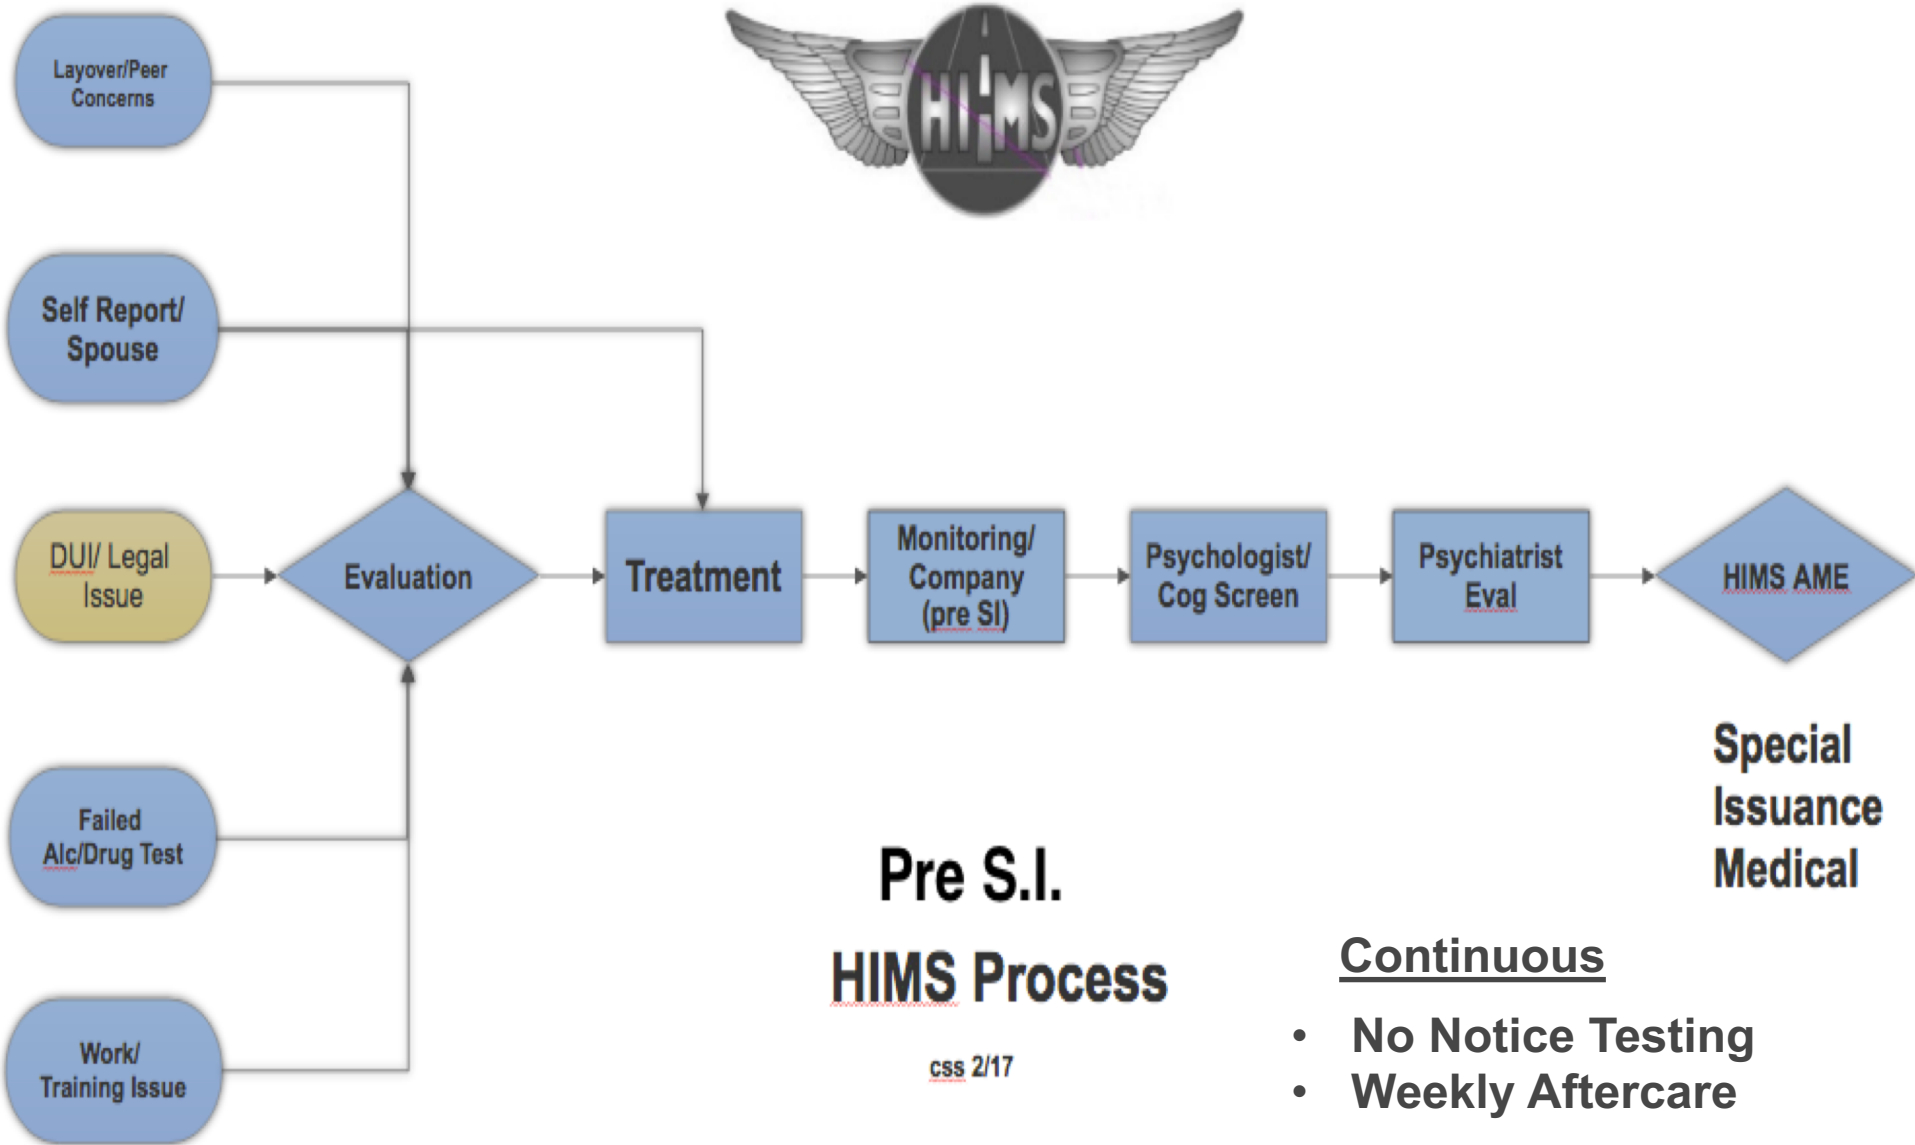 HIMS
Layover/Peer
Concerns
Self Report/
Spouse
DUI/ Legal
Issue
Failed
Alc/Drug Test
Work/
Training Issue
Evaluation
Treatment
Monitoring/
Company
(pre SI)
Psychologist/
Cog Screen
Psychiatrist
Eval
HIMS AME
Special
Issuance
Medical
Pre S.I.
HIMS Process
css 2/17
Continuous
• No Notice Testing
• Weekly Aftercare